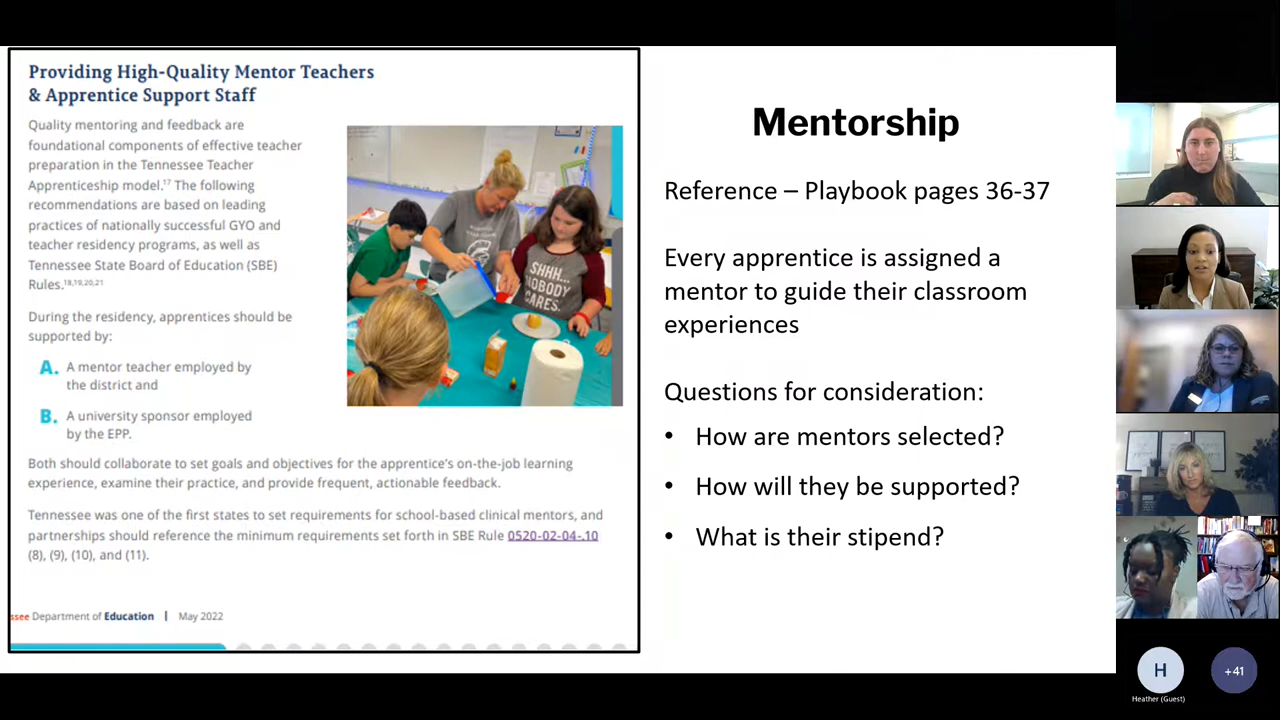 Providing High-Quality Mentor Teachers
& Apprentice Support Staff
Quality mentoring and feedback are
foundational components of effective teacher
preparation in the Tennessee Teacher
Apprenticeship model.¹⁷ The following
recommendations are based on leading
practices of nationally successful GYO and
teacher residency programs, as well as
Tennessee State Board of Education (SBE)
Rules.¹⁸,¹⁹,²⁰,²¹
During the residency, apprentices should be
supported by:
A. A mentor teacher employed by
the district and
B. A university sponsor employed
by the EPP.
Both should collaborate to set goals and objectives for the apprentice's on-the-job learning
experience, examine their practice, and provide frequent, actionable feedback.
Tennessee was one of the first states to set requirements for school-based clinical mentors, and
partnerships should reference the minimum requirements set forth in SBE Rule 0520-02-04-.10
(8), (9), (10), and (11).
ssee Department of Education | May 2022
SHHH...
NOBODY
CARES.
Mentorship
Reference – Playbook pages 36-37
Every apprentice is assigned a
mentor to guide their classroom
experiences
Questions for consideration:
• How are mentors selected?
• How will they be supported?
• What is their stipend?
H
Heather (Guest)
+41